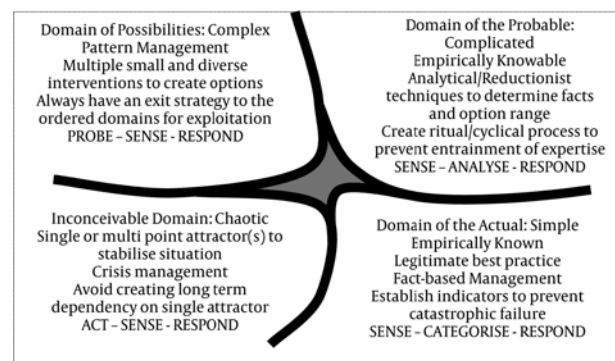 Domain of Possibilities: Complex
Pattern Management
Multiple small and diverse
interventions to create options
Always have an exit strategy to the
ordered domains for exploitation
PROBE – SENSE - RESPOND
Domain of the Probable:
Complicated
Empirically Knowable
Analytical/Reductionist
techniques to determine facts
and option range
Create ritual/cyclical process to
prevent entrainment of expertise
SENSE – ANALYSE - RESPOND
Inconceivable Domain: Chaotic
Single or multi point attractor(s) to
stabilise situation
Crisis management
Avoid creating long term
dependency on single attractor
ACT – SENSE - RESPOND
Domain of the Actual: Simple
Empirically Known
Legitimate best practice
Fact-based Management
Establish indicators to prevent
catastrophic failure
SENSE – CATEGORISE - RESPOND